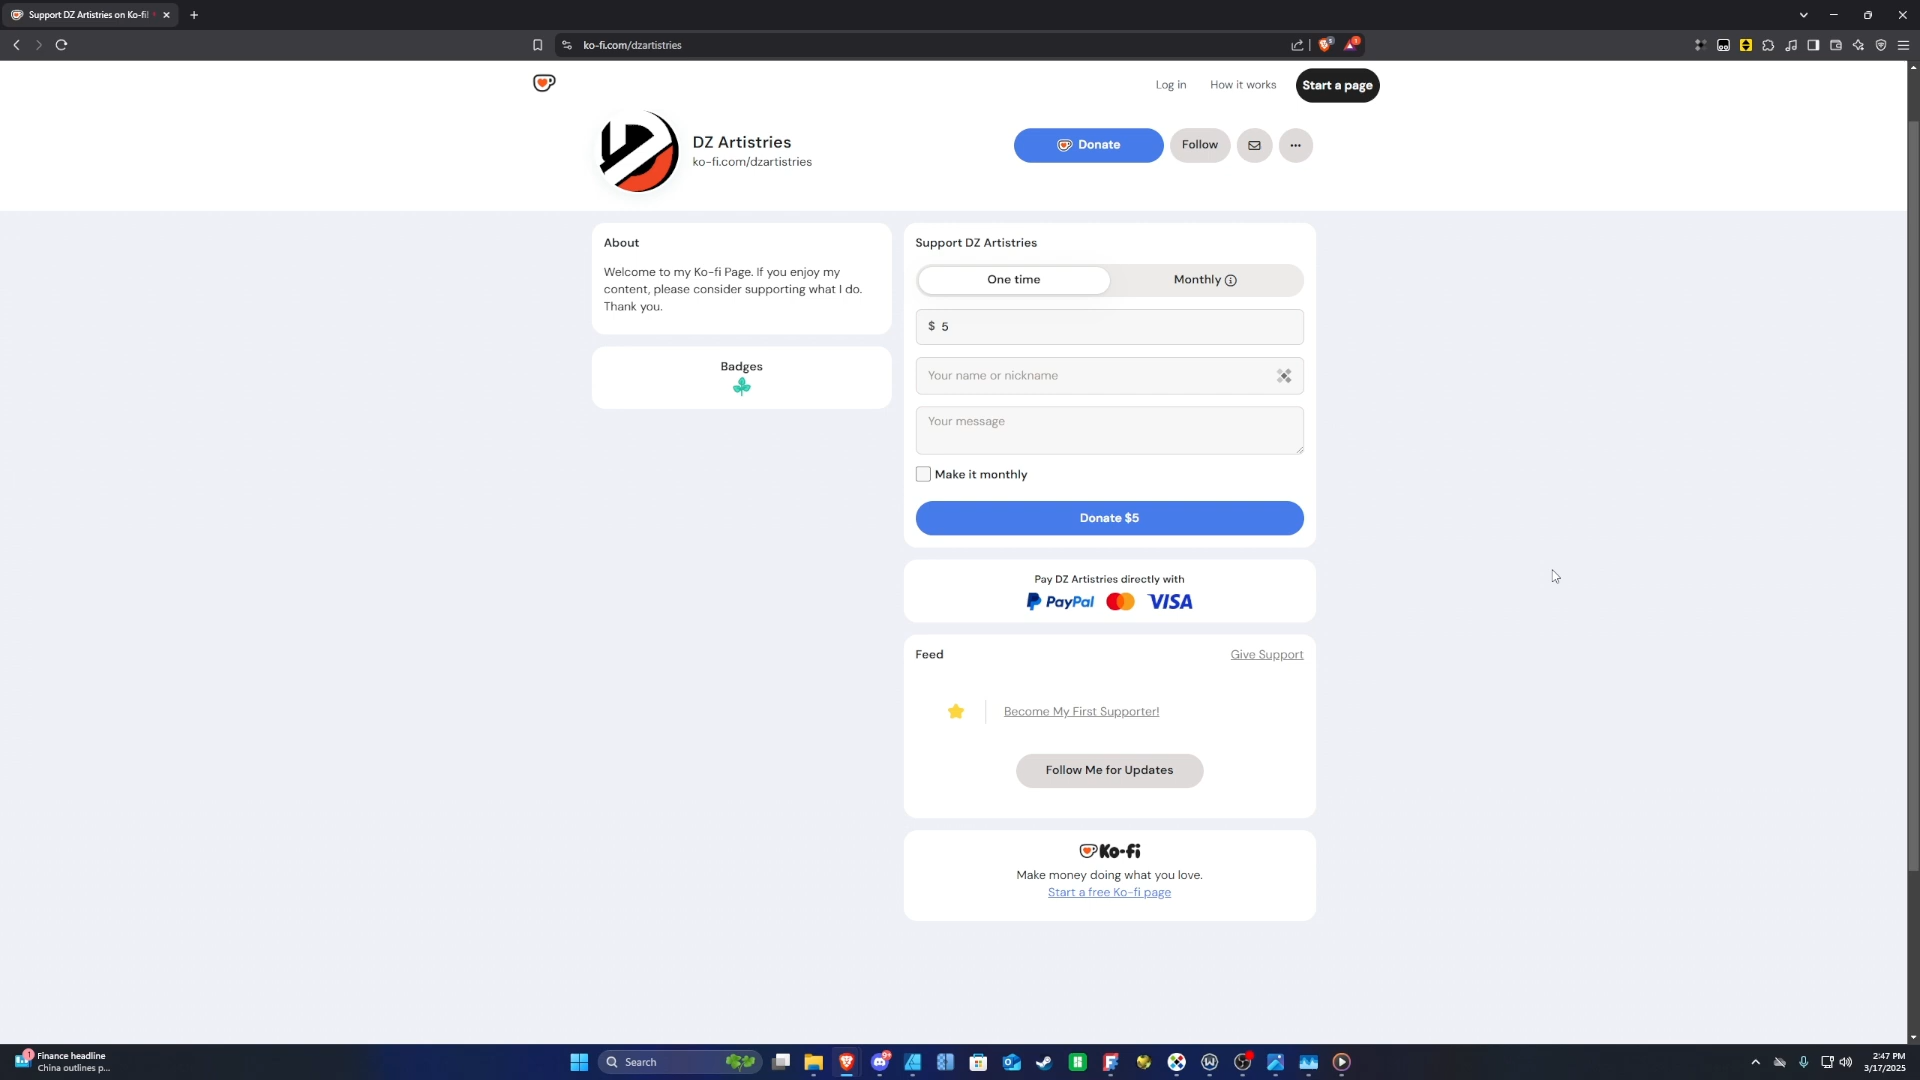 Support DZ Artistries on Ko-fi!
ko-fi.com/dzartistries
Log in
How it works
Start a page
DZ Artistries
ko-fi.com/dzartistries
Donate
Follow
About
Welcome to my Ko-fi Page. If you enjoy my
content, please consider supporting what I do.
Thank you.
Badges
Support DZ Artistries
One time
Monthly
$ 5
Your name or nickname
Your message
Make it monthly
Donate $5
Pay DZ Artistries directly with
PayPal
VISA
Feed
Give Support
Become My First Supporter!
Follow Me for Updates
Ko-fi
Make money doing what you love.
Start a free Ko-fi page
Finance headline
China outlines p...
Search
2:47 PM
3/17/2025